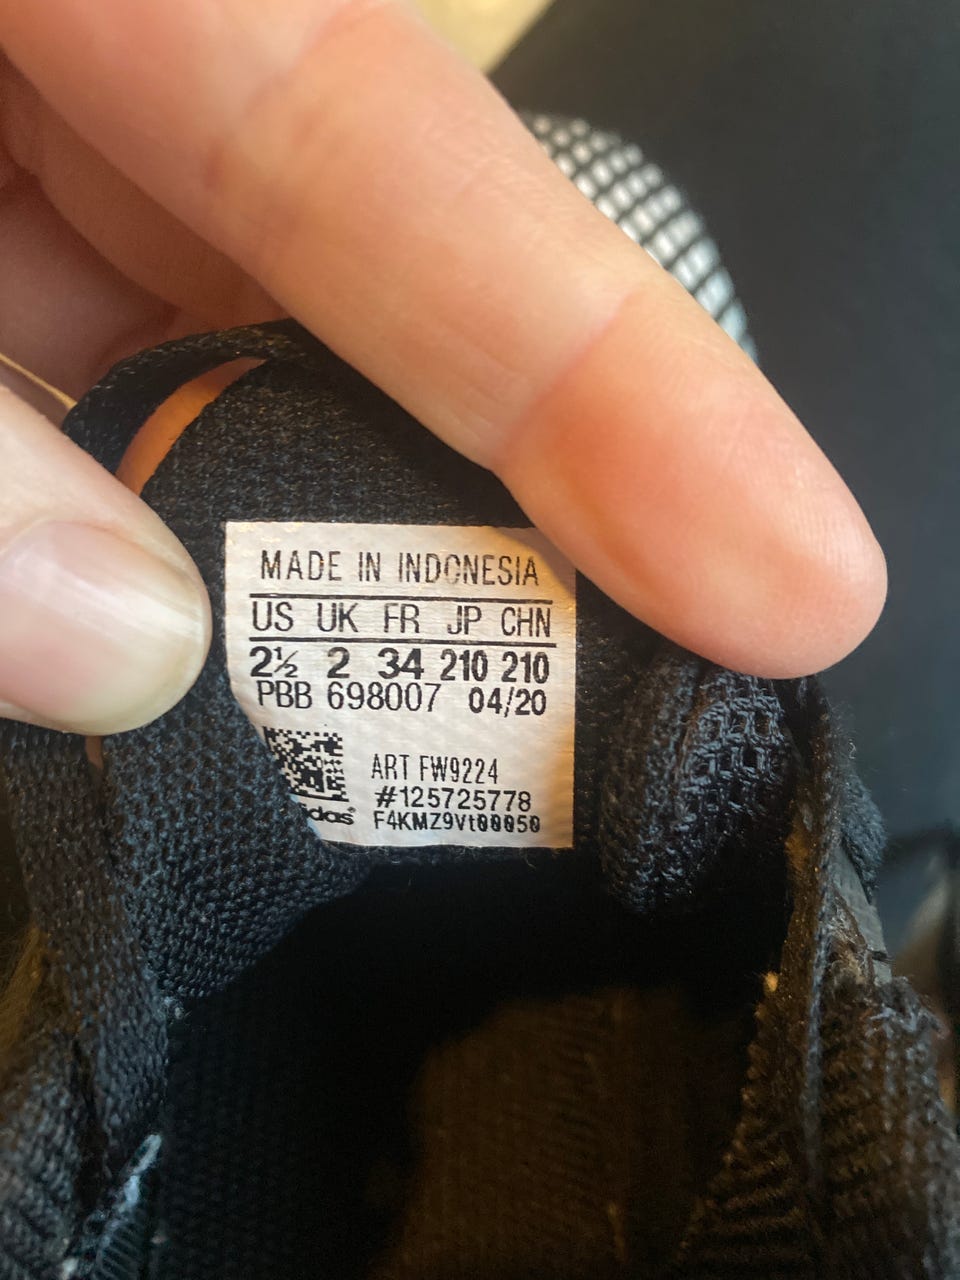 MADE IN INDONESIA
US UK FR JP CHN
2½ 2 34 210 210
PBB 698007 04/20
ART FW9224
#125725778
F4KMZ9Vt00050